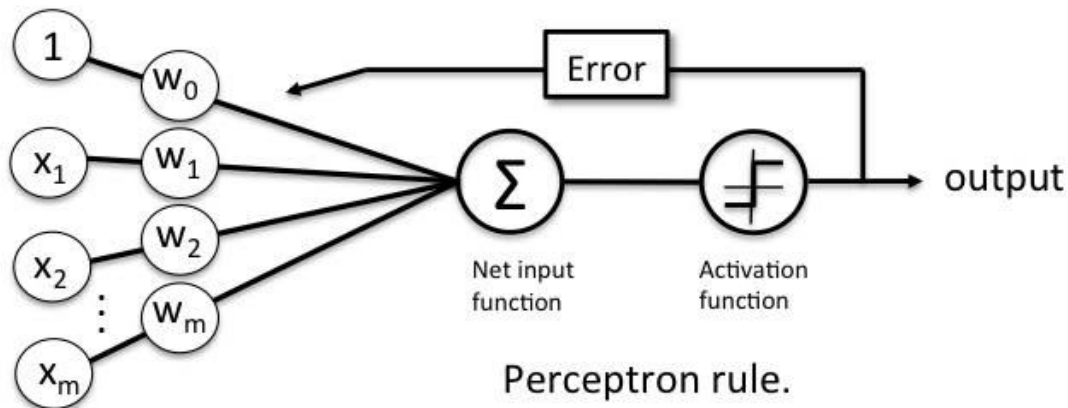 1
w₀
Error
x₁
w₁
Σ
output
x₂
w₂
Net input
function
Activation
function
⋮
xₘ
wₘ
Perceptron rule.